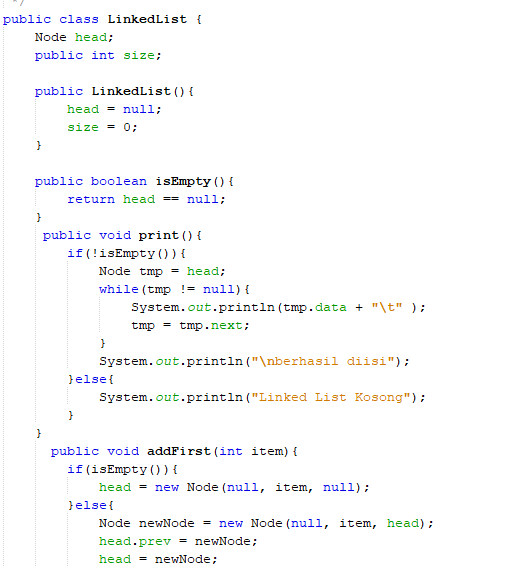 */
public class LinkedList {
    Node head;
    public int size;

    public LinkedList(){
        head = null;
        size = 0;
    }

    public boolean isEmpty(){
        return head == null;
    }
     public void print(){
        if(!isEmpty()){
            Node tmp = head;
            while(tmp != null){
                System.out.println(tmp.data + "\t" );
                tmp = tmp.next;
            }
            System.out.println("\nberhasil diisi");
        }else{
            System.out.println("Linked List Kosong");
        }
    }
      public void addFirst(int item){
        if(isEmpty()){
            head = new Node(null, item, null);
        }else{
            Node newNode = new Node(null, item, head);
            head.prev = newNode;
            head = newNode;